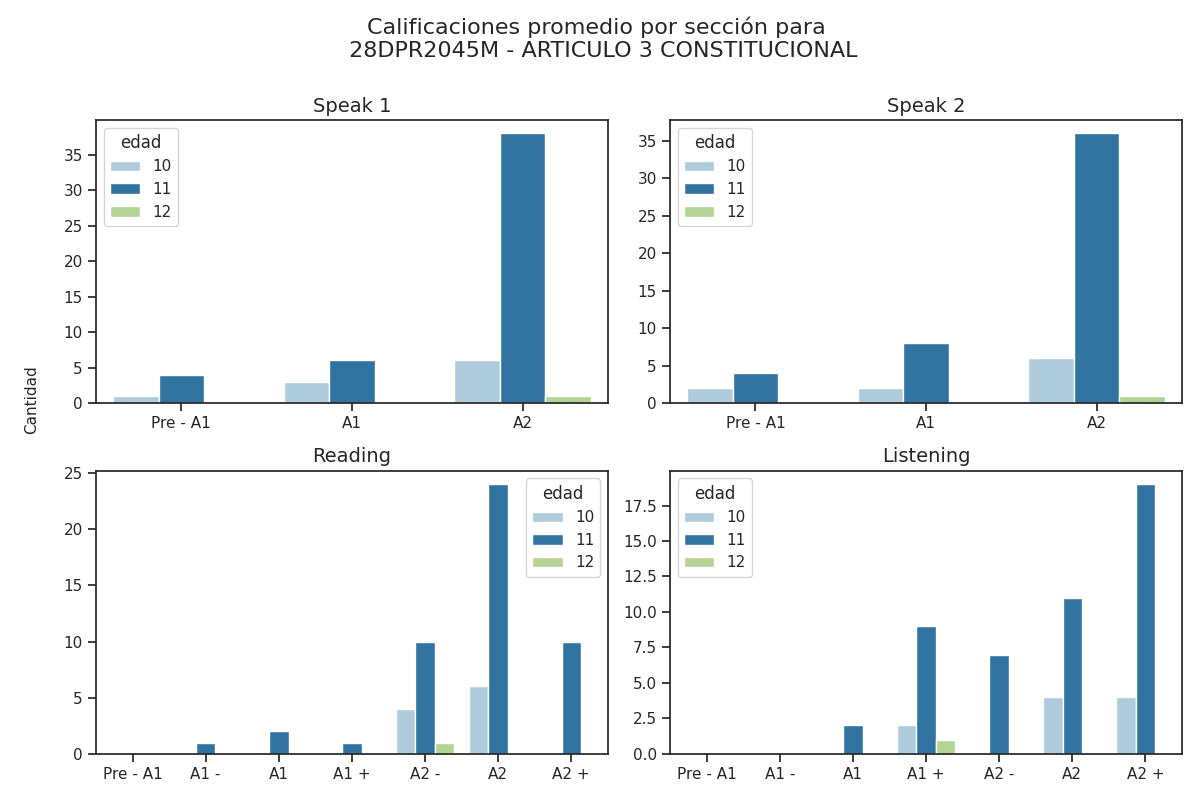 Calificaciones promedio por sección para
28DPR2045M - ARTICULO 3 CONSTITUCIONAL
Cantidad
Speak 1
edad
10
11
12
35
30
25
20
15
10
5
0
Pre - A1
A1
A2
Speak 2
edad
10
11
12
35
30
25
20
15
10
5
0
Pre - A1
A1
A2
Reading
edad
10
11
12
25
20
15
10
5
0
Pre - A1
A1 -
A1
A1 +
A2 -
A2
A2 +
Listening
edad
10
11
12
17.5
15.0
12.5
10.0
7.5
5.0
2.5
0.0
Pre - A1
A1 -
A1
A1 +
A2 -
A2
A2 +